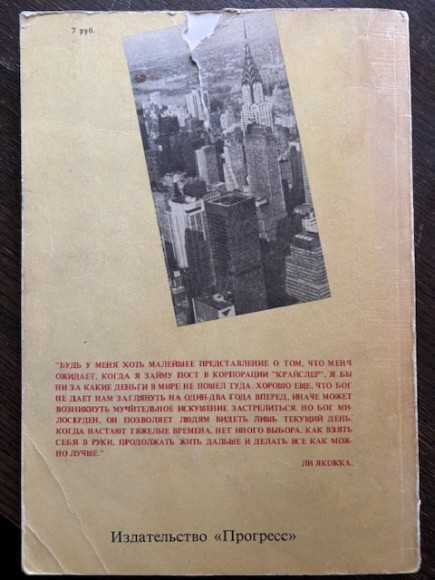 7 руб.
"БУДЬ У МЕНЯ ХОТЬ МАЛЕЙШЕЕ ПРЕДСТАВЛЕНИЕ О ТОМ, ЧТО МЕНЯ
ОЖИДАЕТ, КОГДА Я ЗАЙМУ ПОСТ В КОРПОРАЦИИ "КРАЙСЛЕР", Я БЫ
НИ ЗА КАКИЕ ДЕНЬГИ В МИРЕ НЕ ПОШЕЛ ТУДА. ХОРОШО ЕЩЕ, ЧТО БОГ
НЕ ДАЕТ НАМ ЗАГЛЯНУТЬ НА ОДИН-ДВА ГОДА ВПЕРЕД, ИНАЧЕ МОЖЕТ
ВОЗНИКНУТЬ МУЧИТЕЛЬНОЕ ИСКУШЕНИЕ ЗАСТРЕЛИТЬСЯ. НО БОГ МИ-
ЛОСЕРДЕН, ОН ПОЗВОЛЯЕТ ЛЮДЯМ ВИДЕТЬ ЛИШЬ ТЕКУЩИЙ ДЕНЬ.
КОГДА НАСТАЮТ ТЯЖЕЛЫЕ ВРЕМЕНА, НЕТ ИНОГО ВЫБОРА, КАК ВЗЯТЬ
СЕБЯ В РУКИ, ПРОДОЛЖАТЬ ЖИТЬ ДАЛЬШЕ И ДЕЛАТЬ ВСЕ КАК МОЖ-
НО ЛУЧШЕ."
ЛИ ЯКОККА.
Издательство «Прогресс»